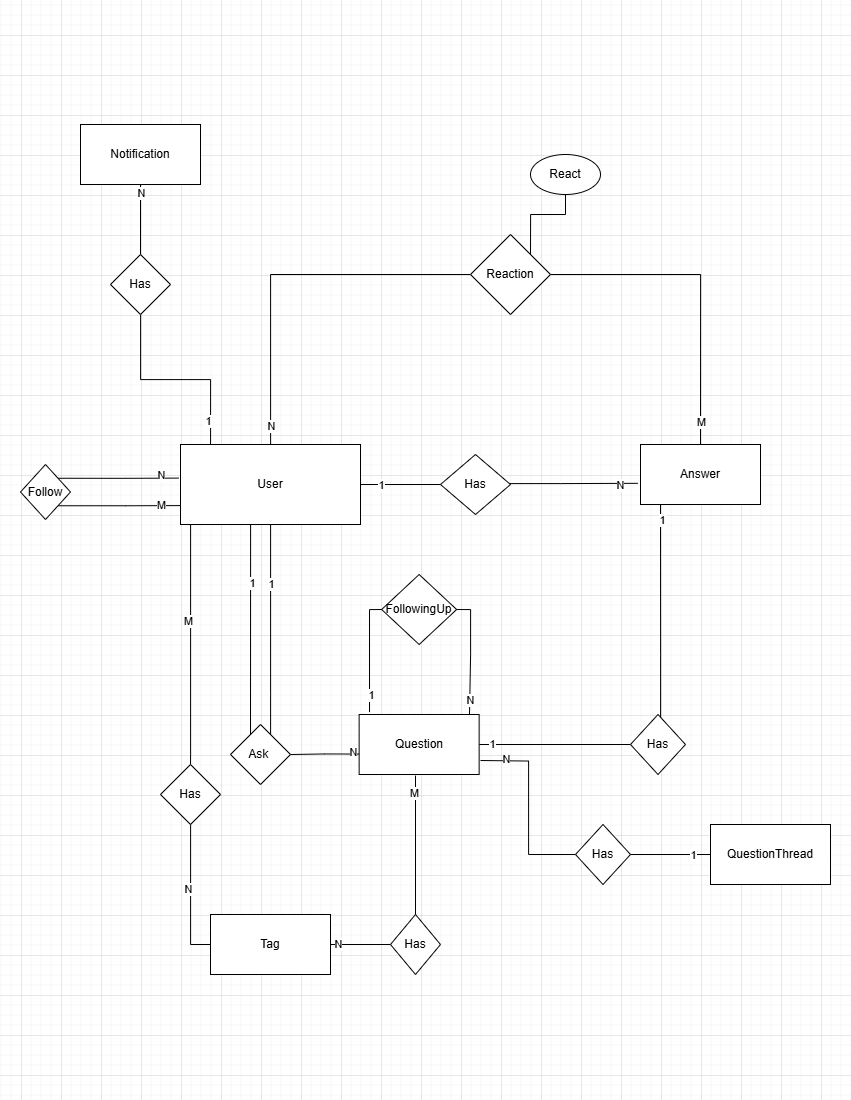 Notification
N
React
Has
Reaction
1
N
M
User
Answer
N
Follow
M
1
Has
N
1
1
1
M
FollowingUp
1
N
Question
1
Has
Ask
N
N
M
Has
Has
1
QuestionThread
N
Tag
N
Has